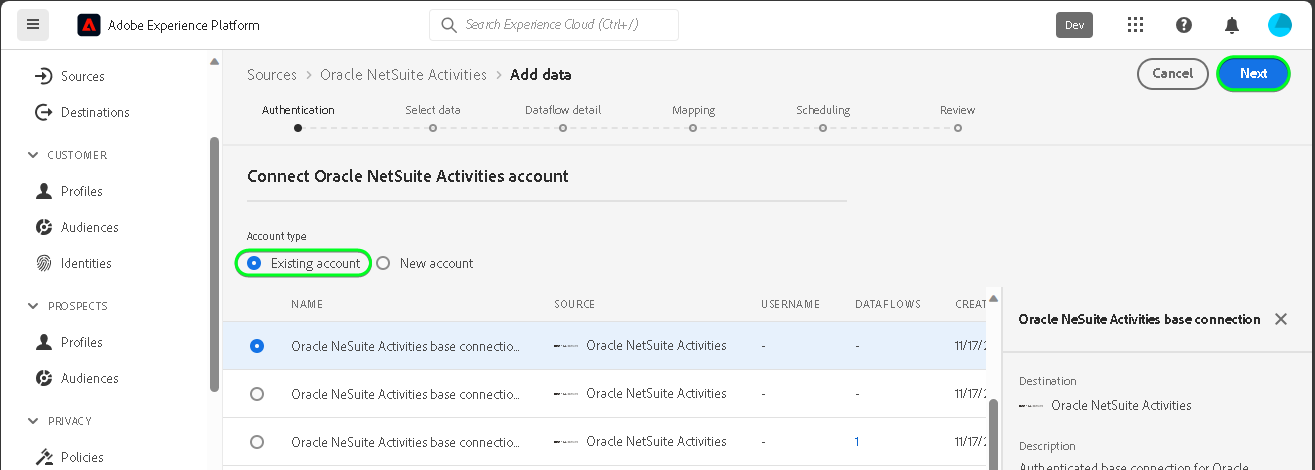 Adobe Experience Platform
Search Experience Cloud (Ctrl+/)
Dev
Sources
Destinations
CUSTOMER
Profiles
Audiences
Identities
PROSPECTS
Profiles
Audiences
PRIVACY
Policies
Sources > Oracle NetSuite Activities > Add data
Cancel
Next
Authentication Select data Dataflow detail Mapping Scheduling Review
Connect Oracle NetSuite Activities account
Account type
Existing account New account
NAME SOURCE USERNAME DATAFLOWS CREAT
Oracle NeSuite Activities base connectio... Oracle NetSuite Activities - - 11/17/2
Oracle NeSuite Activities base connectio... Oracle NetSuite Activities - - 11/17/2
Oracle NeSuite Activities base connectio... Oracle NetSuite Activities - 1 11/17/2
Oracle NeSuite Activities base connection
Destination
Oracle NetSuite Activities
Description
Authenticated base connection for Oracle